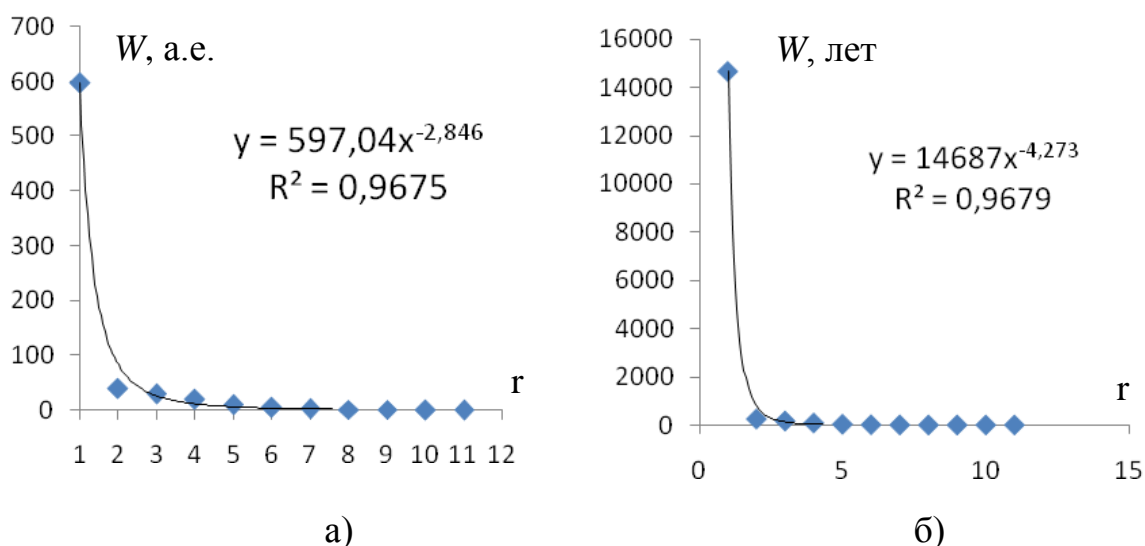 W, а.е.
700
600
500
400
300
200
100
0
y = 597,04x^-2,846
R² = 0,9675
r
1 2 3 4 5 6 7 8 9 10 11 12
а)
W, лет
16000
14000
12000
10000
8000
6000
4000
2000
0
y = 14687x^-4,273
R² = 0,9679
r
0 5 10 15
б)